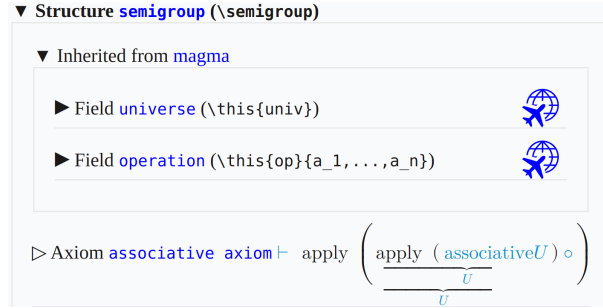 ▼ Structure semigroup (\semigroup)
▼ Inherited from magma
▶ Field universe (\this{univ})
▶ Field operation (\this{op}{a_1,...,a_n})
▷ Axiom associative axiom ⊢ apply ( apply ( associativeU ) ∘ )
U
U